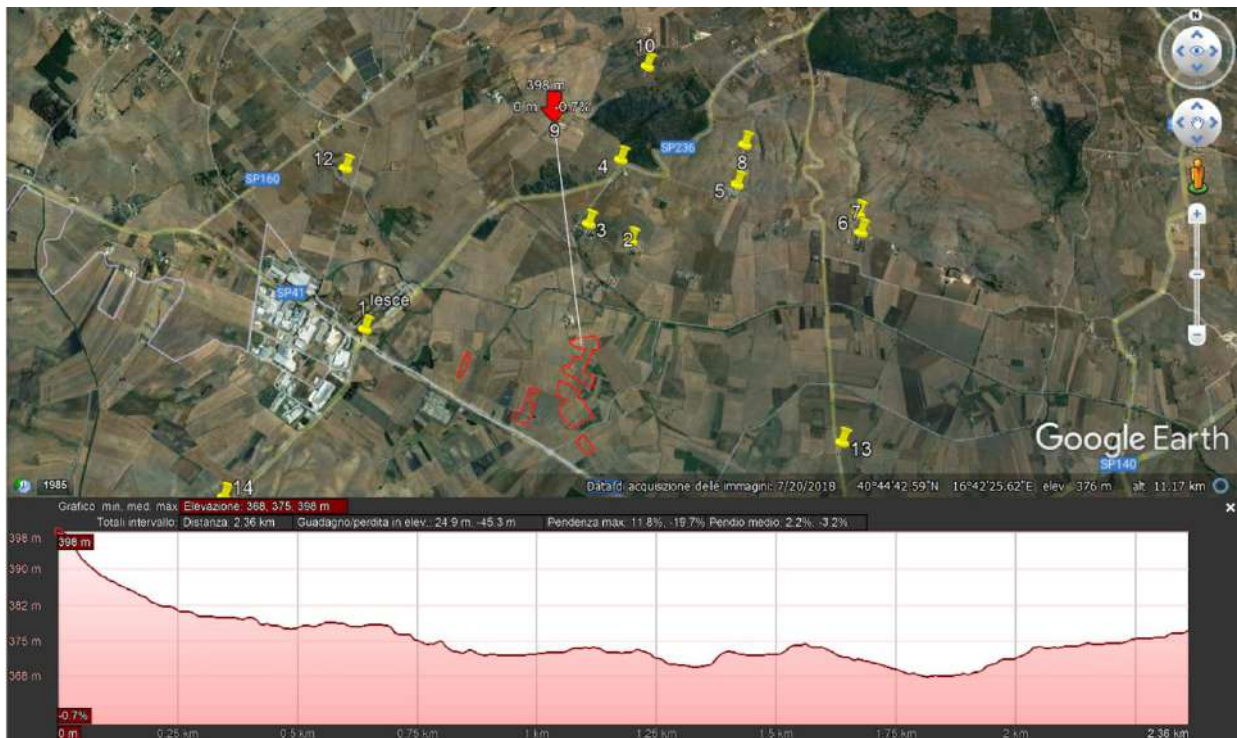 N
10
398 m
0 m -0.7%
9
SP236
8
12
4
SP160
5
7
3
6
2
SP41
1
Iesce
13
Google Earth
SP140
14
1985
Data di acquisizione delle immagini: 7/20/2018 40°44'42.59"N 16°42'25.62"E elev 376 m alt 11.17 km
Grafico min, med, max Elevazione: 368, 375, 398 m
Totali intervallo: Distanza: 2.36 km Guadagno/perdita in elev.: 24.9 m, -45.3 m Pendenza max: 11.8%, -19.7% Pendio medio: 2.2%, -3.2%
398 m
398 m
390 m
382 m
375 m
368 m
-0.7%
0 m 0.25 km 0.5 km 0.75 km 1 km 1.25 km 1.5 km 1.75 km 2 km 2.36 km